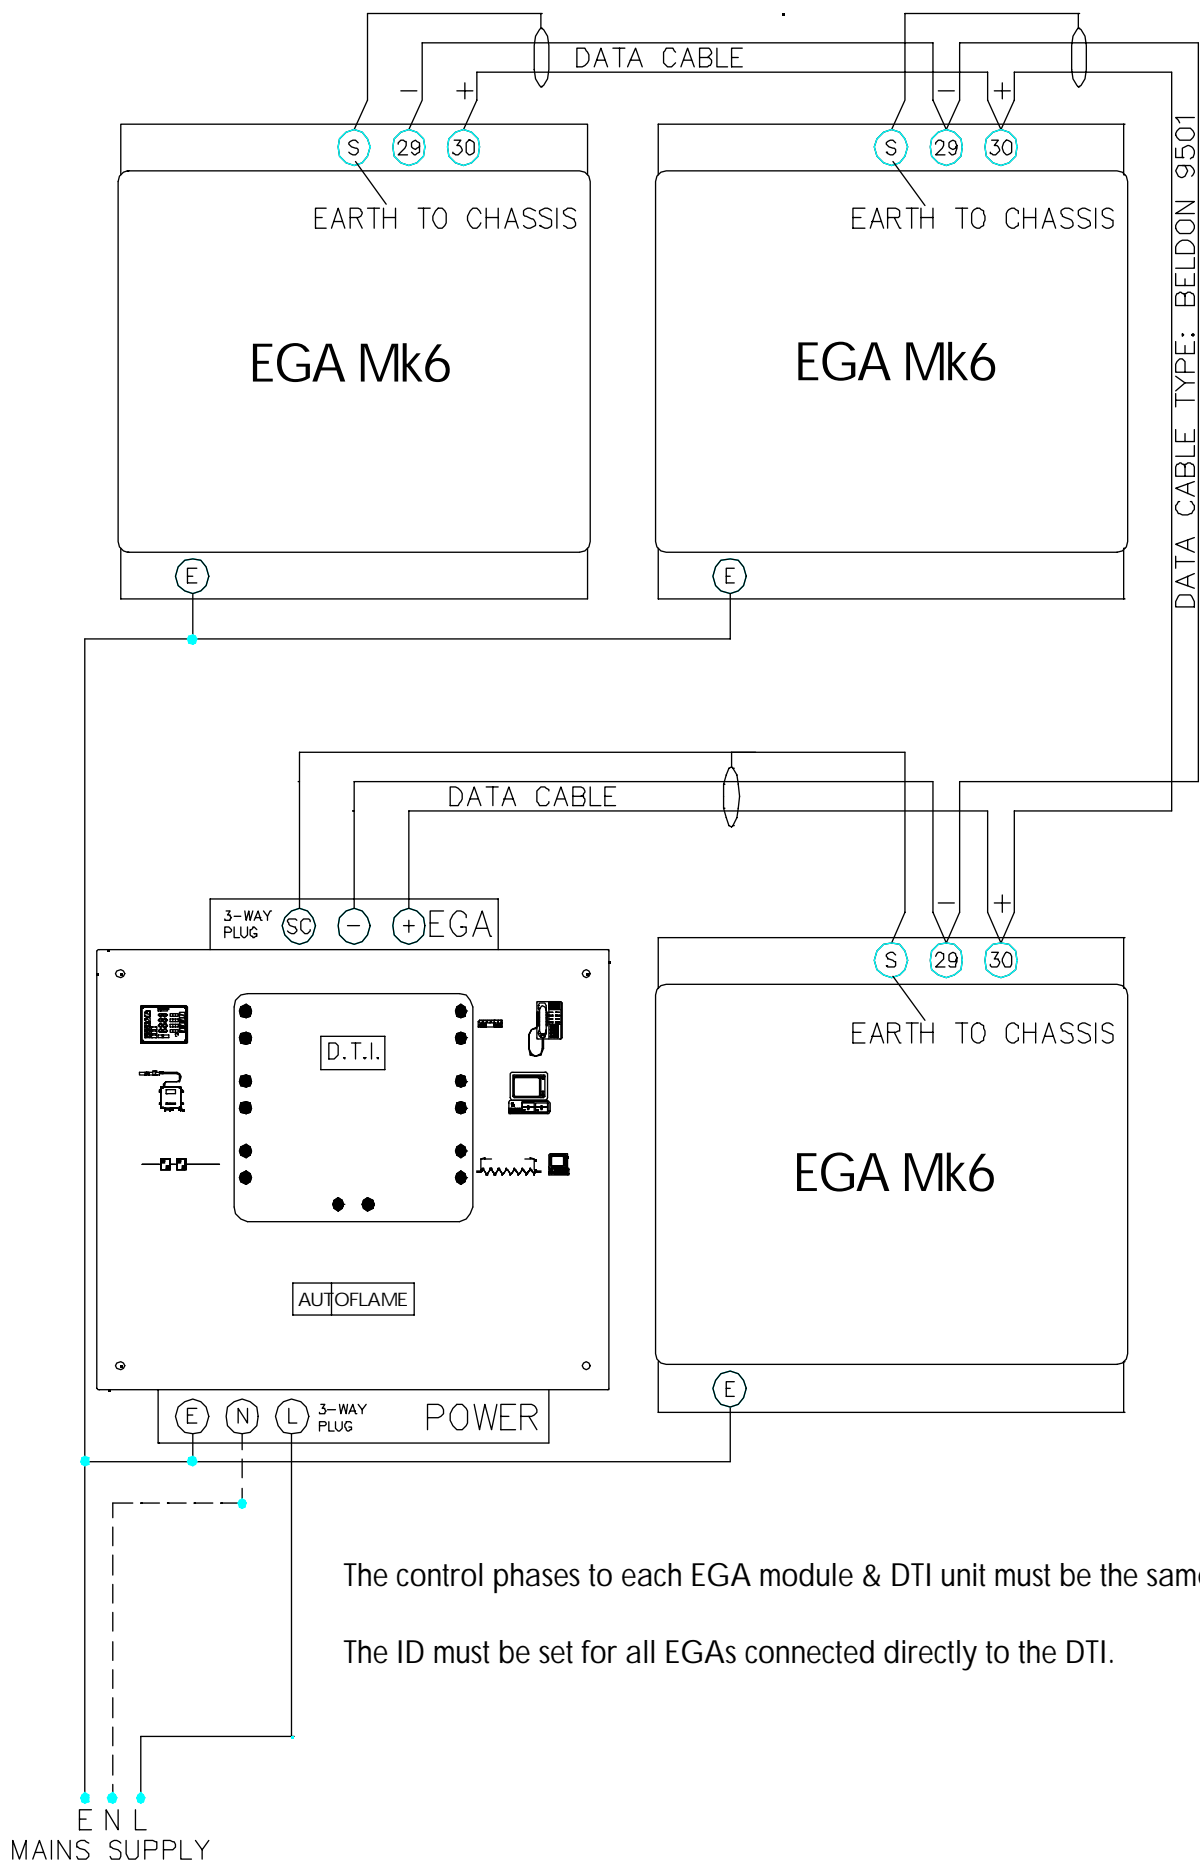 DATA CABLE
− + − +
S 29 30 S 29 30
EARTH TO CHASSIS EARTH TO CHASSIS
EGA Mk6 EGA Mk6
DATA CABLE TYPE: BELDON 9501
E E
DATA CABLE
− +
3-WAY
PLUG
SC − + EGA
S 29 30
EARTH TO CHASSIS
D.T.I.
EGA Mk6
AUTOFLAME
E N L
3-WAY
PLUG
POWER
E
The control phases to each EGA module & DTI unit must be the same
The ID must be set for all EGAs connected directly to the DTI.
E N L
MAINS SUPPLY